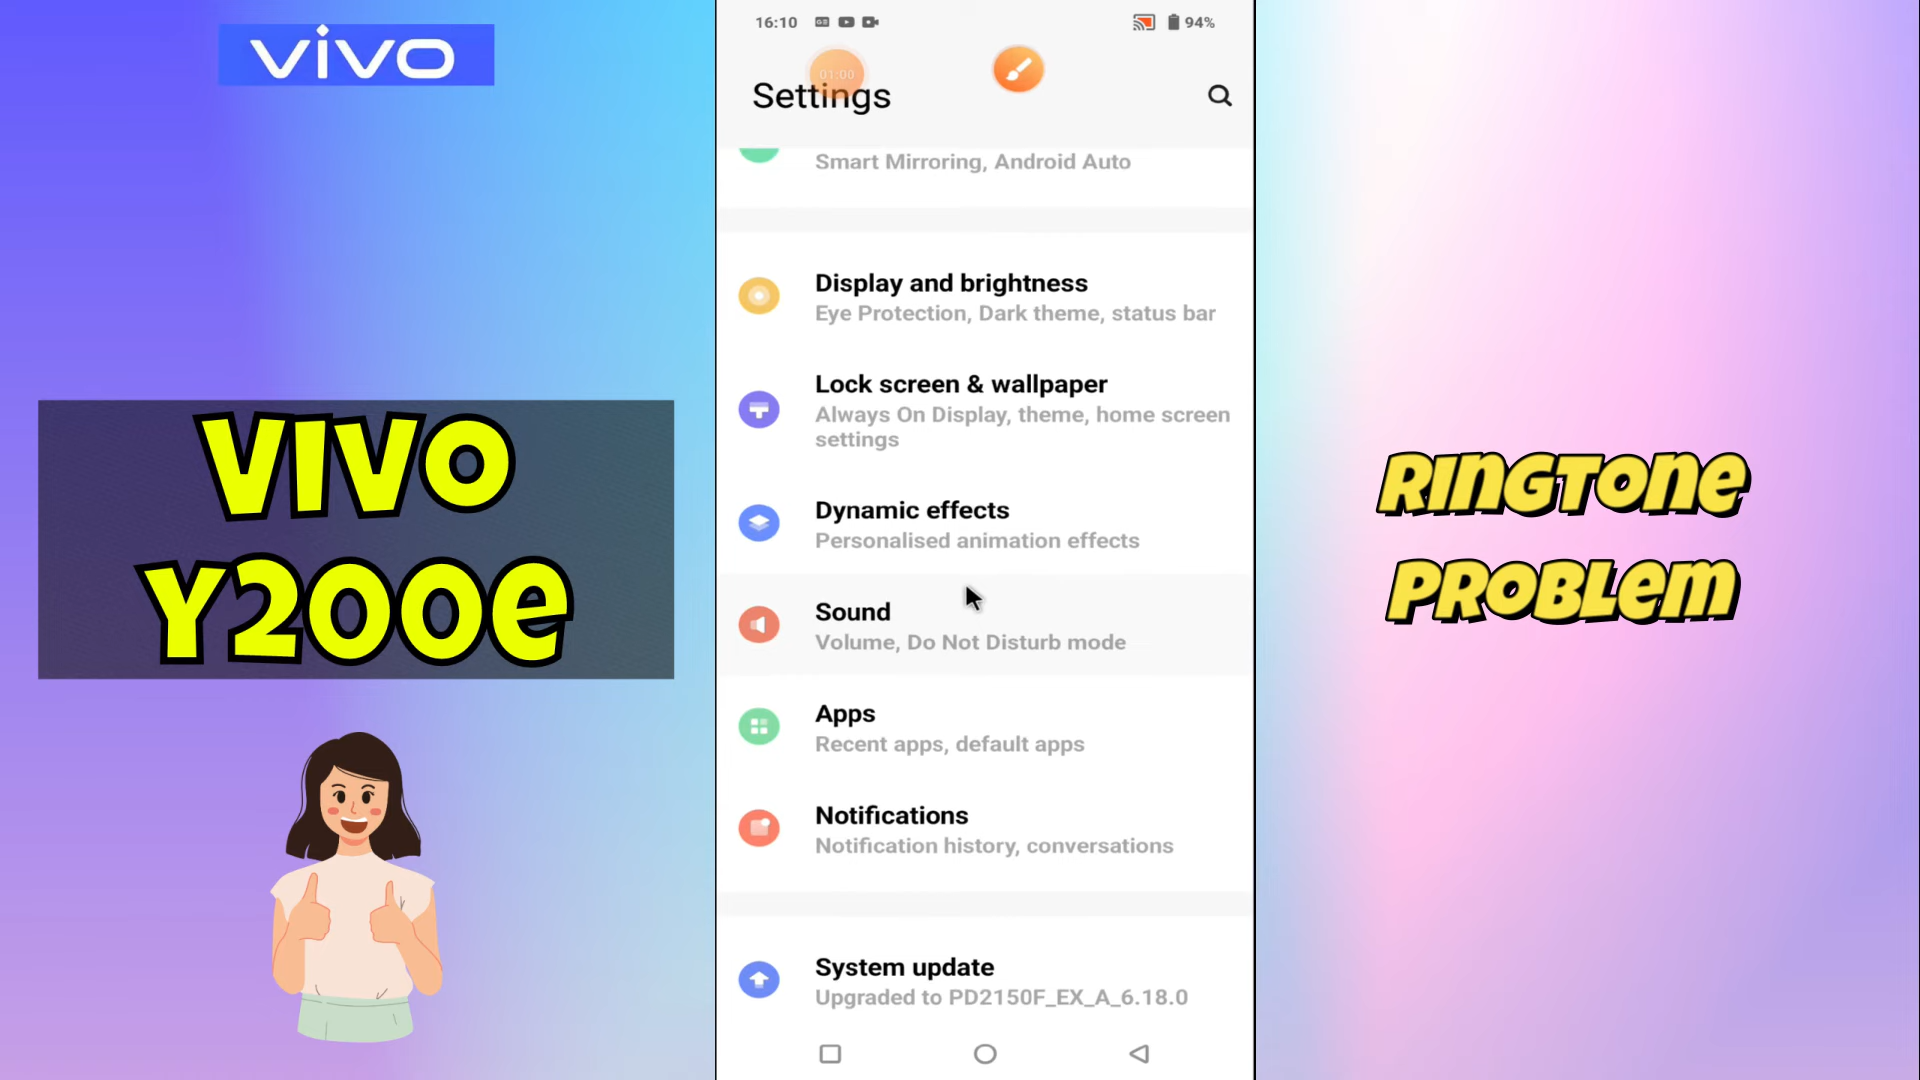 vivo
VIVO
Y200e
16:10
94%
01:00
Settings
Smart Mirroring, Android Auto
Display and brightness
Eye Protection, Dark theme, status bar
Lock screen & wallpaper
Always On Display, theme, home screen
settings
Dynamic effects
Personalised animation effects
Sound
Volume, Do Not Disturb mode
Apps
Recent apps, default apps
Notifications
Notification history, conversations
System update
Upgraded to PD2150F_EX_A_6.18.0
RINGTONE
PROBLEM